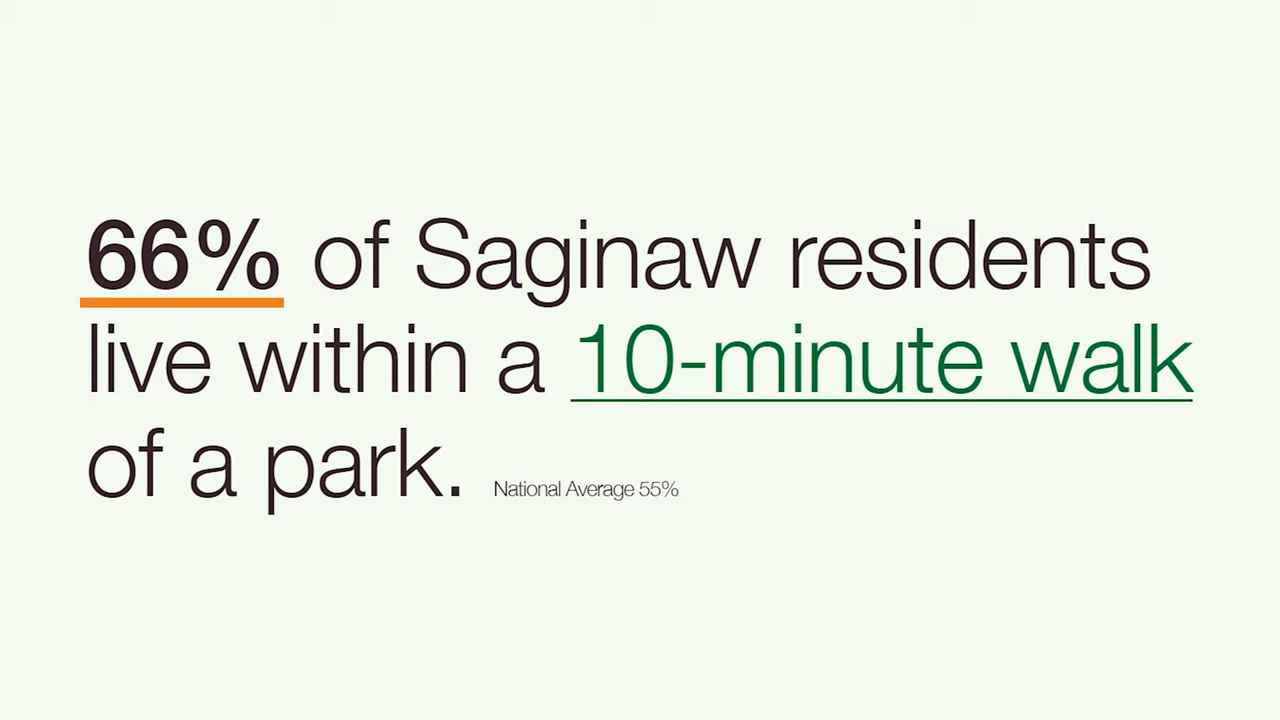 66% of Saginaw residents
live within a 10-minute walk
of a park. National Average 55%